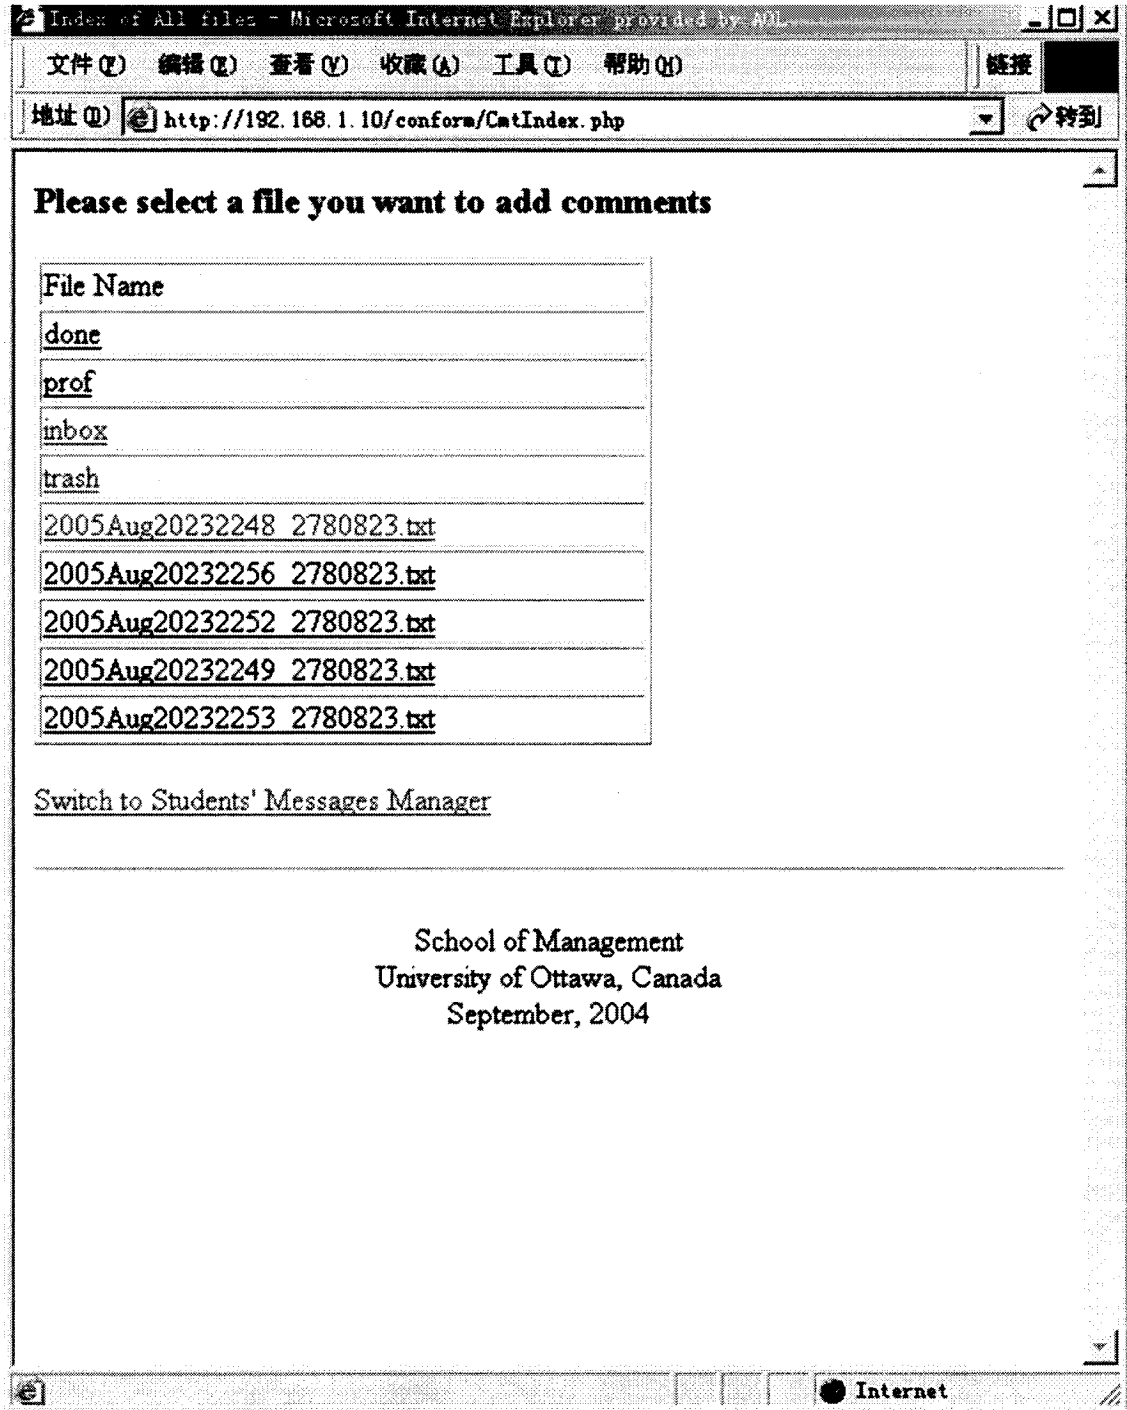 Index of All files - Microsoft Internet Explorer provided by AOL
文件(F) 编辑(E) 查看(V) 收藏(A) 工具(T) 帮助(H) 链接
地址(D) http://192.168.1.10/conform/CmtIndex.php 转到
Please select a file you want to add comments
File Name
done
prof
inbox
trash
2005Aug20232248_2780823.txt
2005Aug20232256_2780823.txt
2005Aug20232252_2780823.txt
2005Aug20232249_2780823.txt
2005Aug20232253_2780823.txt
Switch to Students' Messages Manager
School of Management
University of Ottawa, Canada
September, 2004
Internet